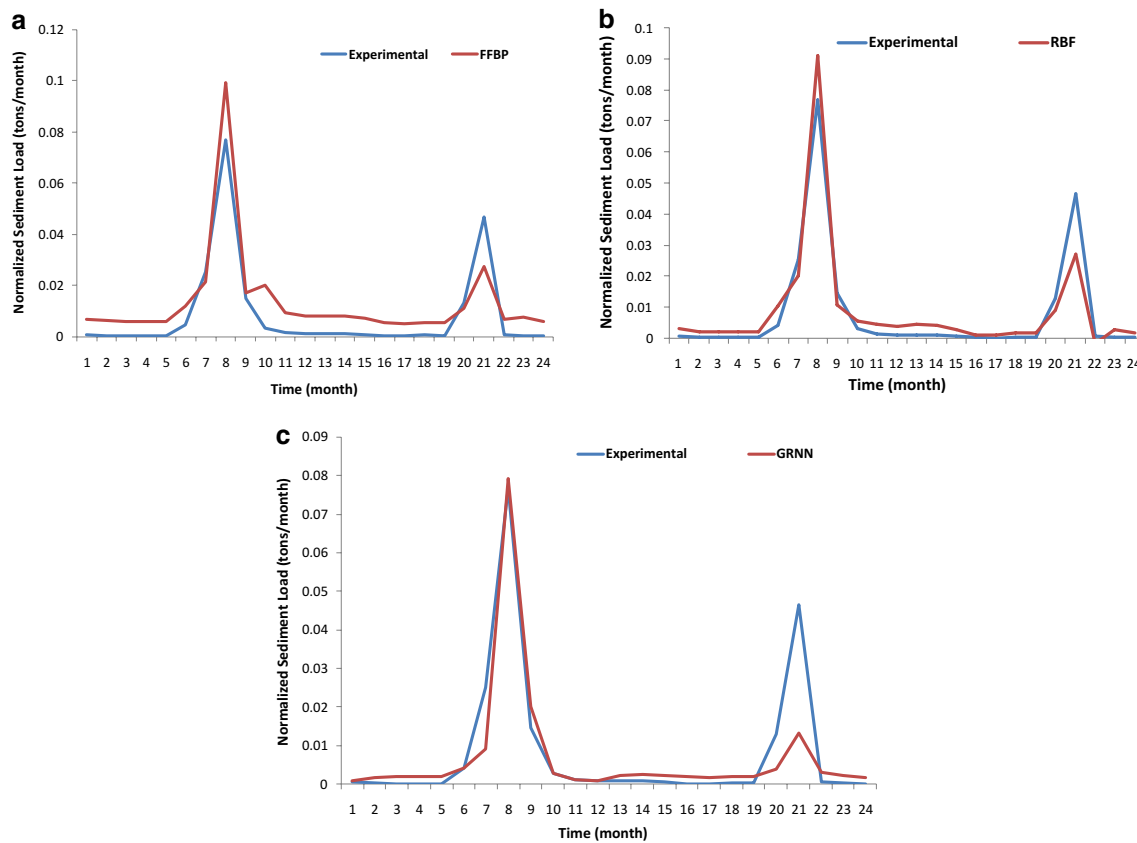 a
Normalized Sediment Load (tons/month)
0.12
0.1
0.08
0.06
0.04
0.02
0
Experimental FFBP
1 2 3 4 5 6 7 8 9 10 11 12 13 14 15 16 17 18 19 20 21 22 23 24
Time (month)
b
Normalized Sediment Load (tons/month)
0.1
0.09
0.08
0.07
0.06
0.05
0.04
0.03
0.02
0.01
0
Experimental RBF
1 2 3 4 5 6 7 8 9 10 11 12 13 14 15 16 17 18 19 20 21 22 23 24
Time (month)
c
Normalized Sediment Load (tons/month)
0.09
0.08
0.07
0.06
0.05
0.04
0.03
0.02
0.01
0
Experimental GRNN
1 2 3 4 5 6 7 8 9 10 11 12 13 14 15 16 17 18 19 20 21 22 23 24
Time (month)